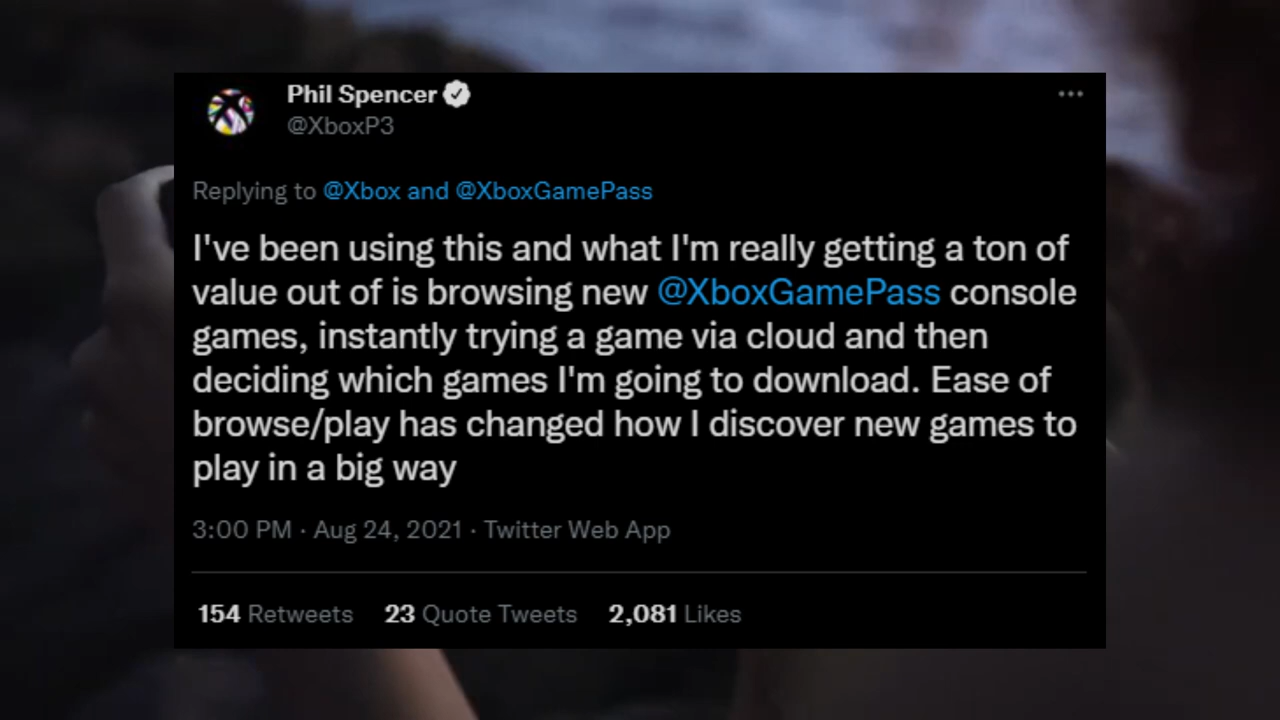 Phil Spencer
@XboxP3
Replying to @Xbox and @XboxGamePass
I've been using this and what I'm really getting a ton of
value out of is browsing new @XboxGamePass console
games, instantly trying a game via cloud and then
deciding which games I'm going to download. Ease of
browse/play has changed how I discover new games to
play in a big way
3:00 PM · Aug 24, 2021 · Twitter Web App
154 Retweets 23 Quote Tweets 2,081 Likes